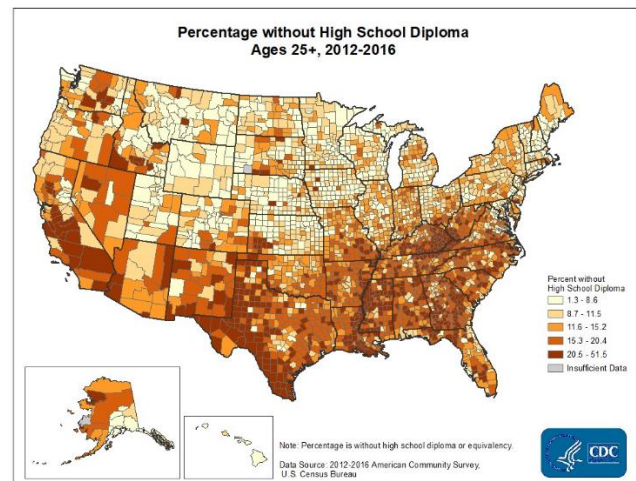 Percentage without High School Diploma
Ages 25+, 2012-2016
Percent without
High School Diploma
1.3 - 8.6
8.7 - 11.5
11.6 - 15.2
15.3 - 20.4
20.5 - 51.5
Insufficient Data
Note: Percentage is without high school diploma or equivalency.
Data Source: 2012-2016 American Community Survey,
U.S. Census Bureau
CDC